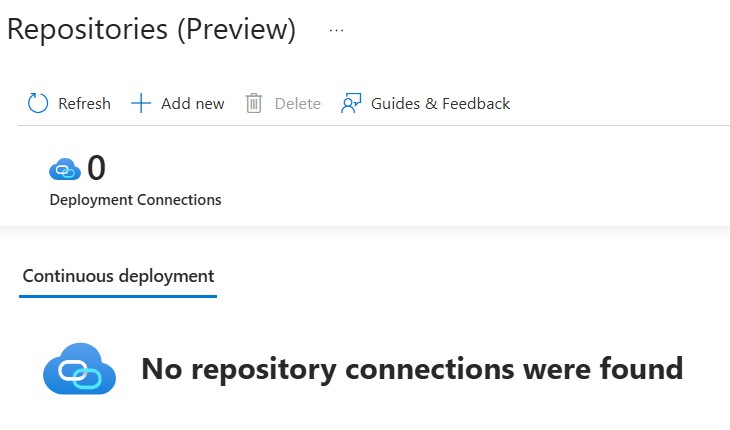 Repositories (Preview) ...
Refresh Add new Delete Guides & Feedback
0
Deployment Connections
Continuous deployment
No repository connections were found